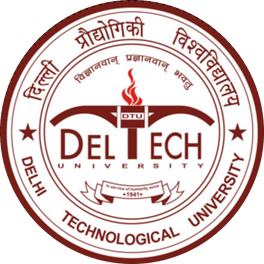 दिल्ली प्रौद्योगिकी विश्वविद्यालय
विज्ञानवान् प्रज्ञानवान् भवतु
DTU
DELTECH
UNIVERSITY
In service of humanity since
•1941•
★ DELHI TECHNOLOGICAL UNIVERSITY ★